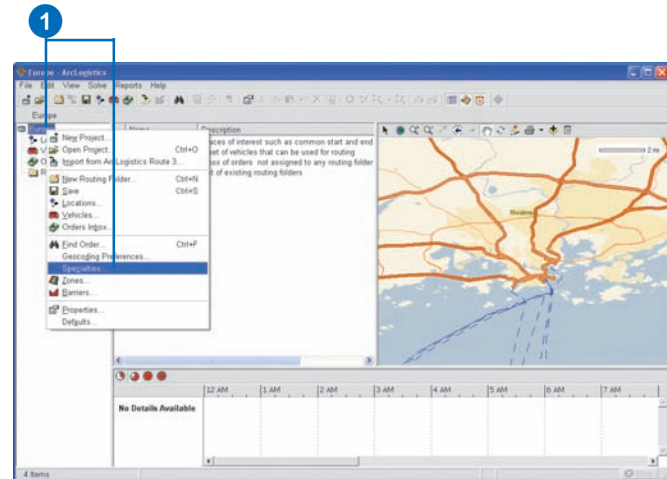 1
Europe - ArcLogistics
File Edit View Solve Reports Help
Europe
Name Description
New Project...
Open Project... Ctrl+O
Import from ArcLogistics Route 3...
New Routing Folder... Ctrl+N
Save Ctrl+S
Locations...
Vehicles...
Orders Inbox...
Find Order... Ctrl+F
Geocoding Preferences...
Specialties...
Zones...
Barriers...
Properties...
Defaults...
aces of interest such as common start and end
et of vehicles that can be used for routing
box of orders not assigned to any routing folder
t of existing routing folders
2 mi
No Details Available
12 AM 1 AM 2 AM 3 AM 4 AM 5 AM 6 AM 7 AM
4 Items